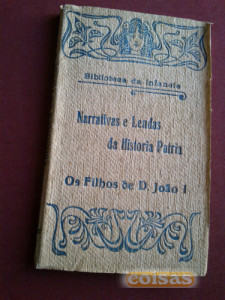 Bibliotheca da Infancia
Narrativas e Lendas
da Historia Patria
Os Filhos de D. João I
coisas